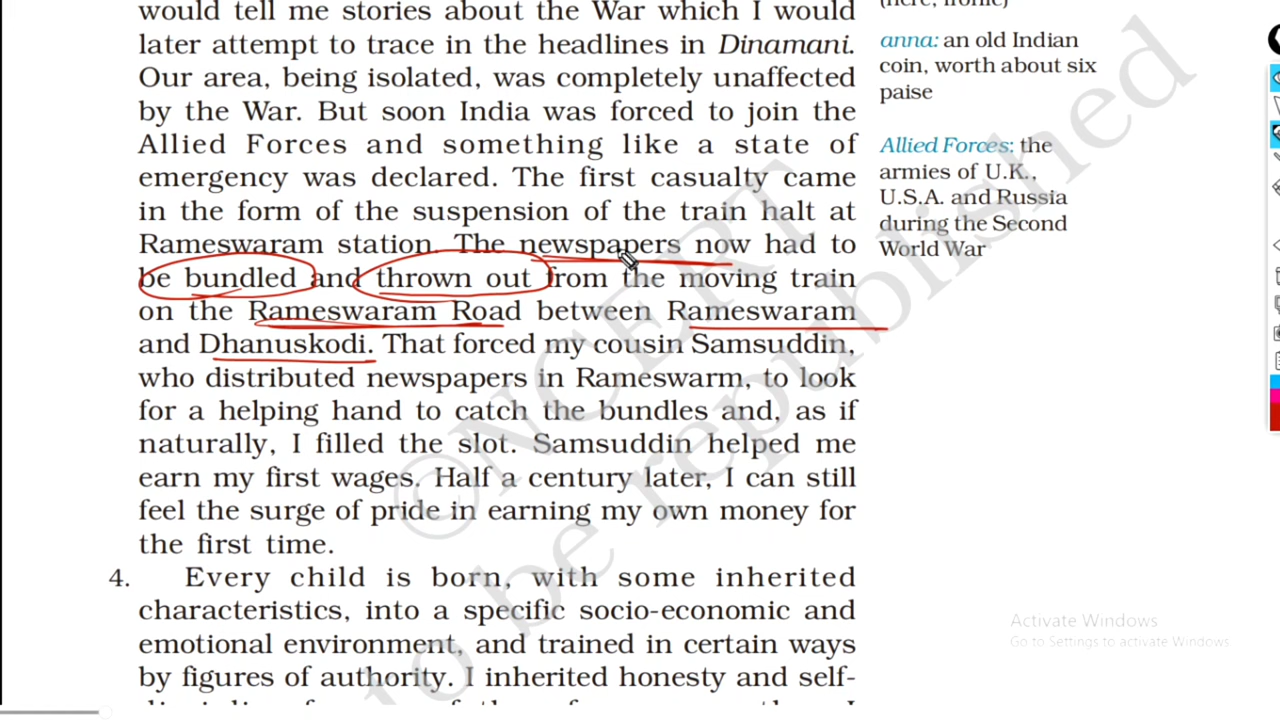 would tell me stories about the War which I would
later attempt to trace in the headlines in Dinamani.
Our area, being isolated, was completely unaffected
by the War. But soon India was forced to join the
Allied Forces and something like a state of
emergency was declared. The first casualty came
in the form of the suspension of the train halt at
Rameswaram station. The newspapers now had to
be bundled and thrown out from the moving train
on the Rameswaram Road between Rameswaram
and Dhanuskodi. That forced my cousin Samsuddin,
who distributed newspapers in Rameswarm, to look
for a helping hand to catch the bundles and, as if
naturally, I filled the slot. Samsuddin helped me
earn my first wages. Half a century later, I can still
feel the surge of pride in earning my own money for
the first time.
4. Every child is born, with some inherited
characteristics, into a specific socio-economic and
emotional environment, and trained in certain ways
by figures of authority. I inherited honesty and self-
anna: an old Indian
coin, worth about six
paise
Allied Forces: the
armies of U.K.,
U.S.A. and Russia
during the Second
World War
©NCERT
to be republished
Activate Windows
Go to Settings to activate Windows.